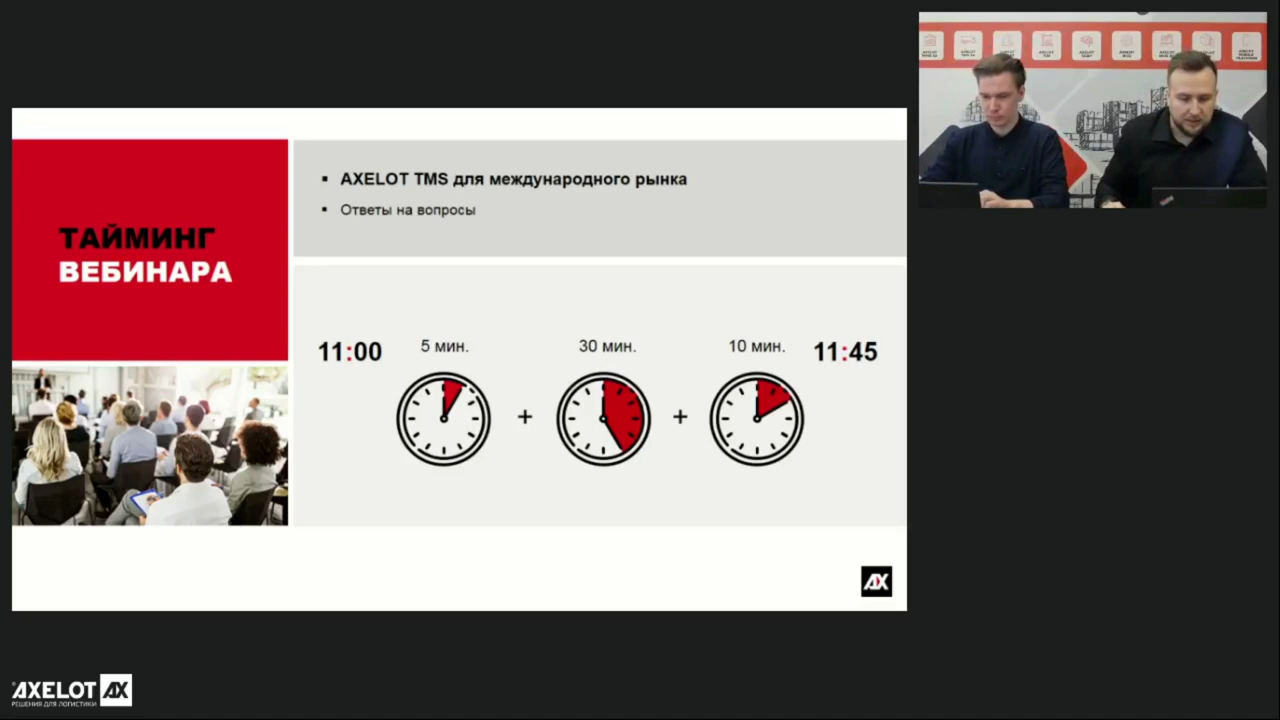 ТАЙМИНГ
ВЕБИНАРА
▪ AXELOT TMS для международного рынка
▪ Ответы на вопросы
11:00
5 мин.
30 мин.
10 мин.
11:45
+
+
AX
AXELOT AX
РЕШЕНИЯ ДЛЯ ЛОГИСТИКИ